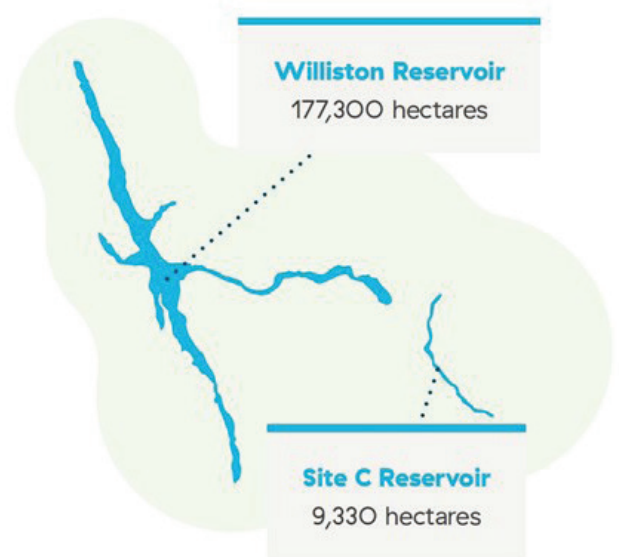 Williston Reservoir
177,300 hectares
Site C Reservoir
9,330 hectares